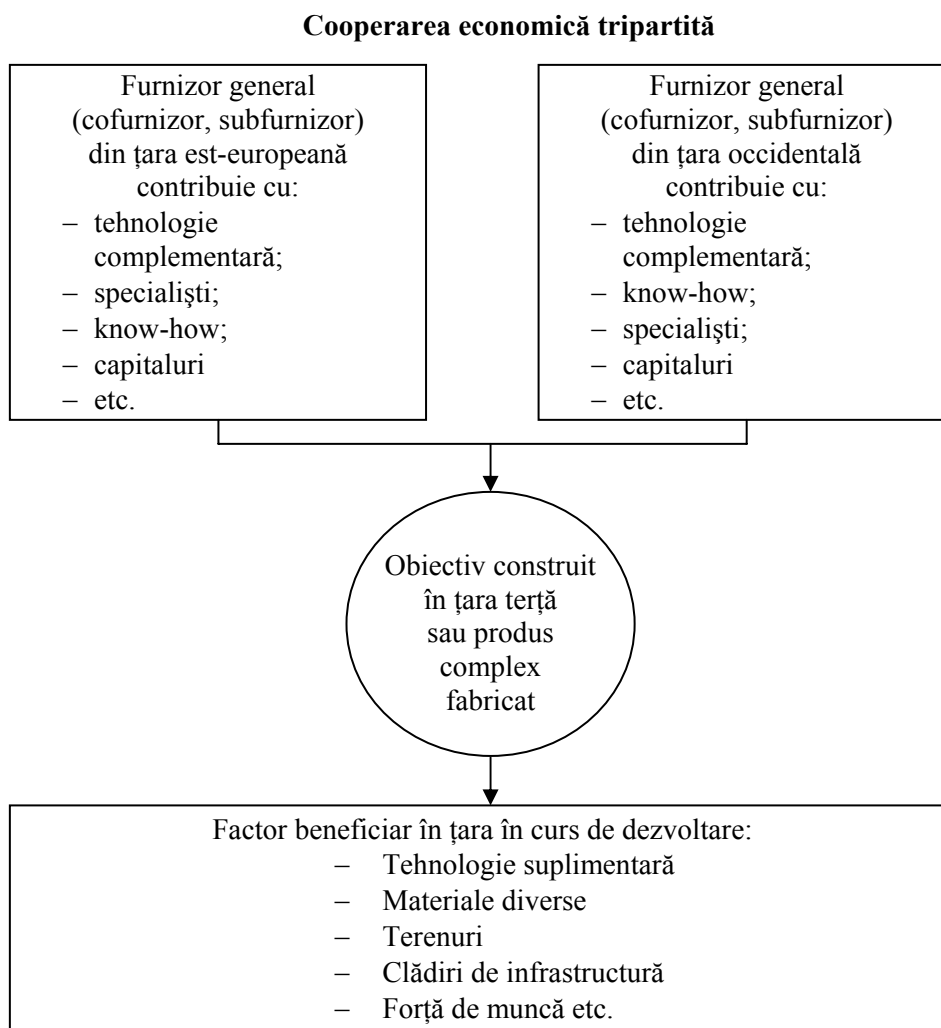 Cooperarea economică tripartită
Furnizor general
(cofurnizor, subfurnizor)
din țara est-europeană
contribuie cu:
– tehnologie
complementară;
– specialişti;
– know-how;
– capitaluri
– etc.
Furnizor general
(cofurnizor, subfurnizor)
din țara occidentală
contribuie cu:
– tehnologie
complementară;
– know-how;
– specialişti;
– capitaluri
– etc.
Obiectiv construit
în țara terță
sau produs
complex
fabricat
Factor beneficiar în țara în curs de dezvoltare:
– Tehnologie suplimentară
– Materiale diverse
– Terenuri
– Clădiri de infrastructură
– Forță de muncă etc.